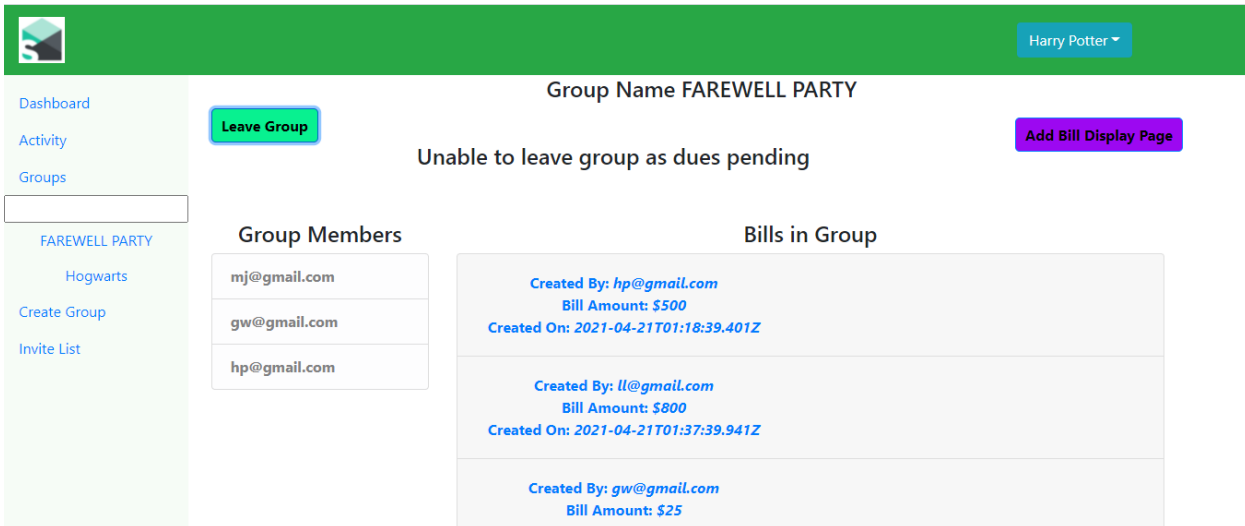 Harry Potter
Dashboard
Activity
Groups
FAREWELL PARTY
Hogwarts
Create Group
Invite List
Group Name FAREWELL PARTY
Leave Group
Add Bill Display Page
Unable to leave group as dues pending
Group Members
mj@gmail.com
gw@gmail.com
hp@gmail.com
Bills in Group
Created By: hp@gmail.com
Bill Amount: $500
Created On: 2021-04-21T01:18:39.401Z
Created By: ll@gmail.com
Bill Amount: $800
Created On: 2021-04-21T01:37:39.941Z
Created By: gw@gmail.com
Bill Amount: $25